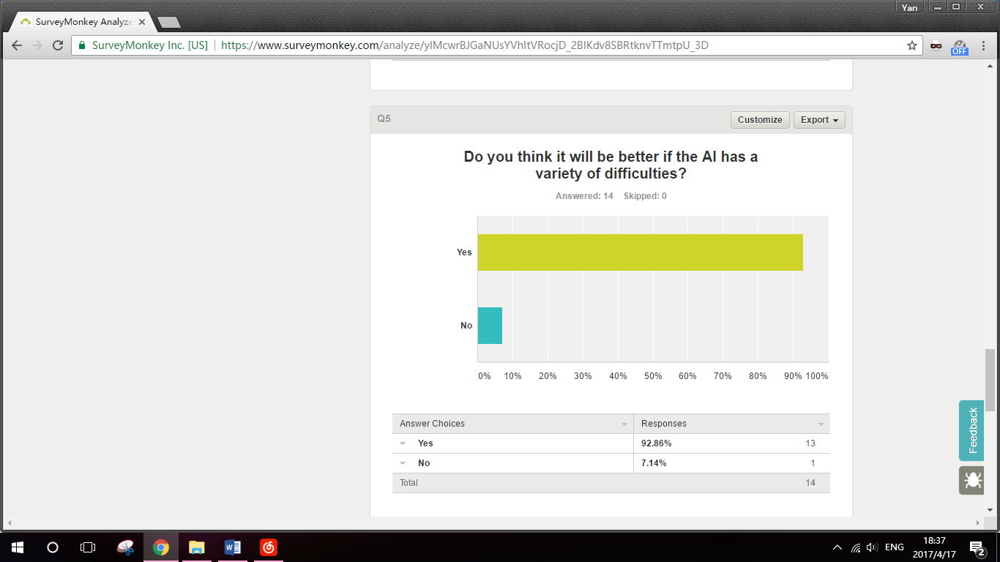 Yan
SurveyMonkey Analyze
SurveyMonkey Inc. [US] https://www.surveymonkey.com/analyze/yIMcwrBJGaNUsYVhItVRocjD_2BIKdv8SBRtknvTTmtpU_3D
OFF
Q5 Customize Export
Do you think it will be better if the AI has a
variety of difficulties?
Answered: 14 Skipped: 0
Yes
No
0% 10% 20% 30% 40% 50% 60% 70% 80% 90% 100%
Answer Choices Responses
Yes 92.86% 13
No 7.14% 1
Total 14
Feedback
ENG 18:37
2017/4/17
2